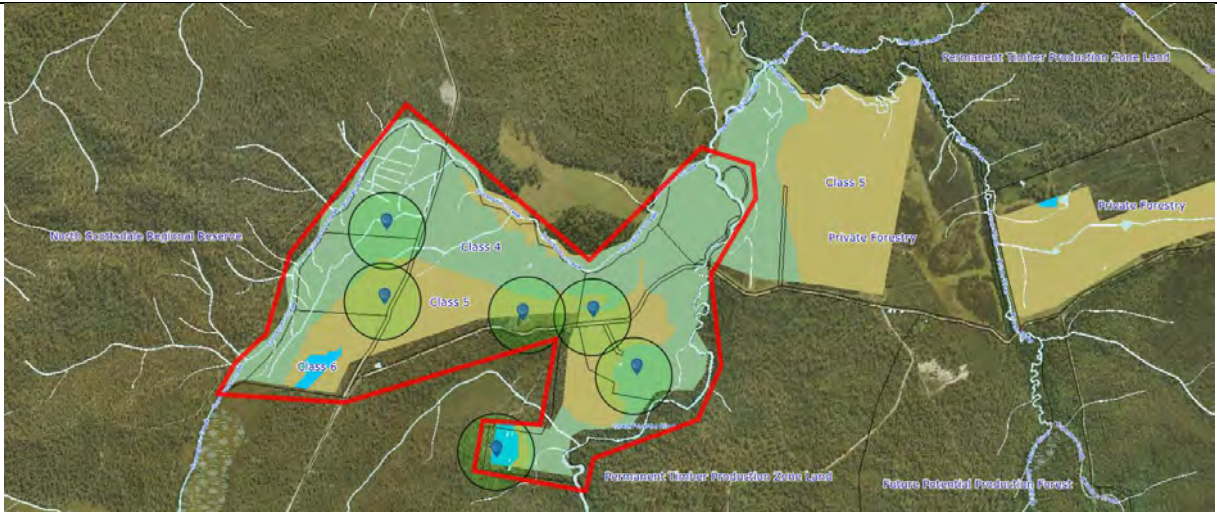 Permanent Timber Production Zone Land
Class 5
Private Forestry
North Scottsdale Regional Reserve
Class 4
Private Forestry
Class 5
Class 6
Permanent Timber Production Zone Land
Future Potential Production Forest